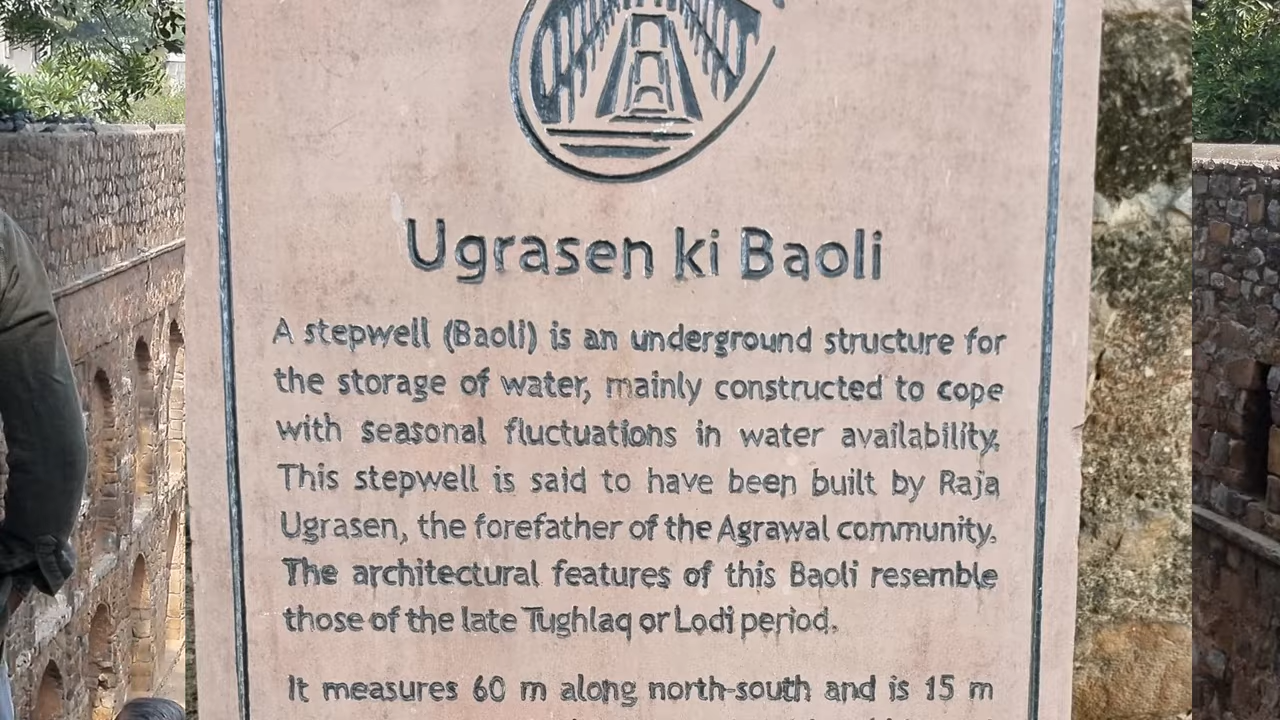 Ugrasen ki Baoli
A stepwell (Baoli) is an underground structure for
the storage of water, mainly constructed to cope
with seasonal fluctuations in water availability.
This stepwell is said to have been built by Raja
Ugrasen, the forefather of the Agrawal community.
The architectural features of this Baoli resemble
those of the late Tughlaq or Lodi period.
It measures 60 m along north-south and is 15 m